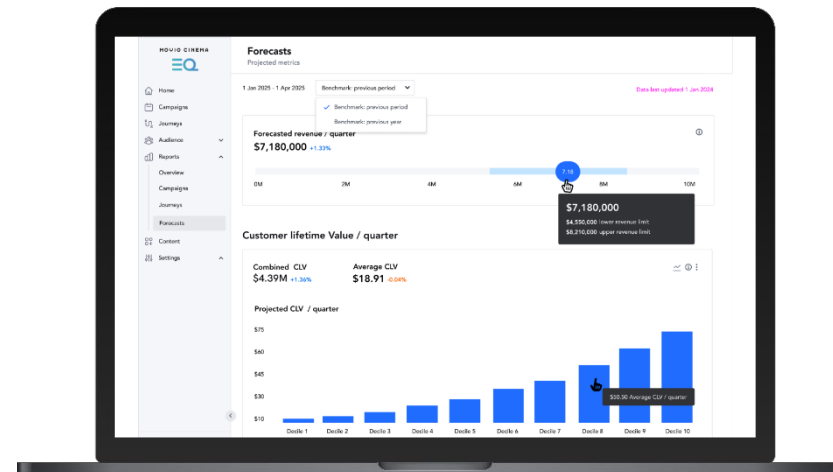 MOVIO CINEMA
EQ
Home
Campaigns
Journeys
Audience
Reports
Overview
Campaigns
Journeys
Forecasts
Content
Settings
Forecasts
Projected metrics
1 Jan 2025 - 1 Apr 2025
Benchmark: previous period
Data last updated: 1 Jan 2024
Benchmark: previous period
Benchmark: previous year
Forecasted revenue / quarter
$7,180,000 +1.33%
7.18
0M 2M 4M 6M 8M 10M
$7,180,000
$4,550,000 lower revenue limit
$8,210,000 upper revenue limit
Customer lifetime Value / quarter
Combined CLV
$4.39M +1.36%
Average CLV
$18.91 -0.04%
Projected CLV / quarter
$75
$60
$45
$30
$10
$50.50 Average CLV / quarter
Decile 1 Decile 2 Decile 3 Decile 4 Decile 5 Decile 6 Decile 7 Decile 8 Decile 9 Decile 10